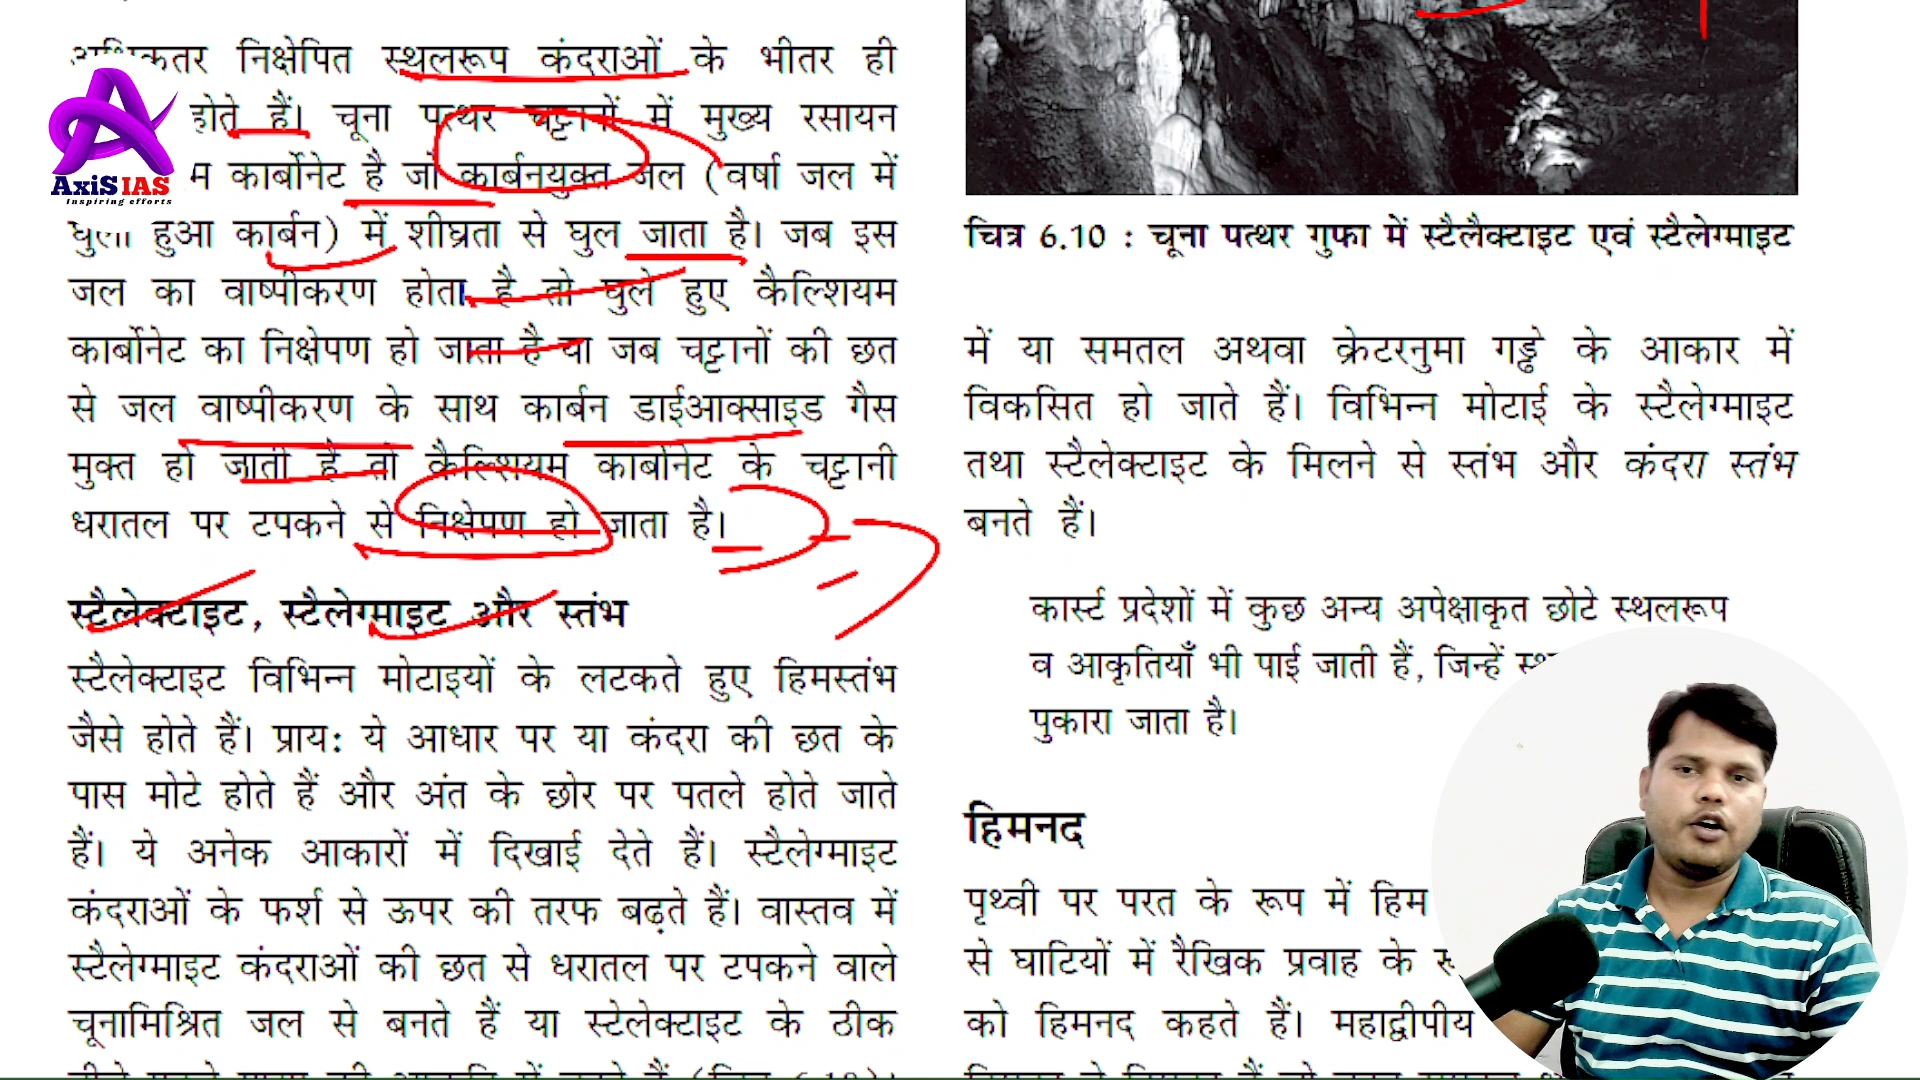 निक्षेपित स्थलरूप कंदराओं के भीतर ही
होते हैं। चूना पत्थर चट्टानों में मुख्य रसायन
कार्बोनेट है जो कार्बनयुक्त जल (वर्षा जल में
हुआ कार्बन) में शीघ्रता से घुल जाता है। जब इस
जल का वाष्पीकरण होता है तो घुले हुए कैल्शियम
कार्बोनेट का निक्षेपण हो जाता है या जब चट्टानों की छत
से जल वाष्पीकरण के साथ कार्बन डाईआक्साइड गैस
मुक्त हो जाती है तो कैल्शियम कार्बोनेट के चट्टानी
धरातल पर टपकने से निक्षेपण हो जाता है।
स्टैलेक्टाइट, स्टैलेग्माइट और स्तंभ
स्टैलेक्टाइट विभिन्न मोटाइयों के लटकते हुए हिमस्तंभ
जैसे होते हैं। प्राय: ये आधार पर या कंदरा की छत के
पास मोटे होते हैं और अंत के छोर पर पतले होते जाते
हैं। ये अनेक आकारों में दिखाई देते हैं। स्टैलेग्माइट
कंदराओं के फर्श से ऊपर की तरफ बढ़ते हैं। वास्तव में
स्टैलेग्माइट कंदराओं की छत से धरातल पर टपकने वाले
चूनामिश्रित जल से बनते हैं या स्टेलेक्टाइट के ठीक
AxiS IAS
Inspiring efforts
चित्र 6.10 : चूना पत्थर गुफा में स्टैलैक्टाइट एवं स्टैलेग्माइट
में या समतल अथवा क्रेटरनुमा गड्ढे के आकार में
विकसित हो जाते हैं। विभिन्न मोटाई के स्टैलेग्माइट
तथा स्टैलेक्टाइट के मिलने से स्तंभ और कंदरा स्तंभ
बनते हैं।
कार्स्ट प्रदेशों में कुछ अन्य अपेक्षाकृत छोटे स्थलरूप
व आकृतियाँ भी पाई जाती हैं, जिन्हें
पुकारा जाता है।
हिमनद
पृथ्वी पर परत के रूप में हिम
से घाटियों में रैखिक प्रवाह के
को हिमनद कहते हैं। महाद्वीपीय